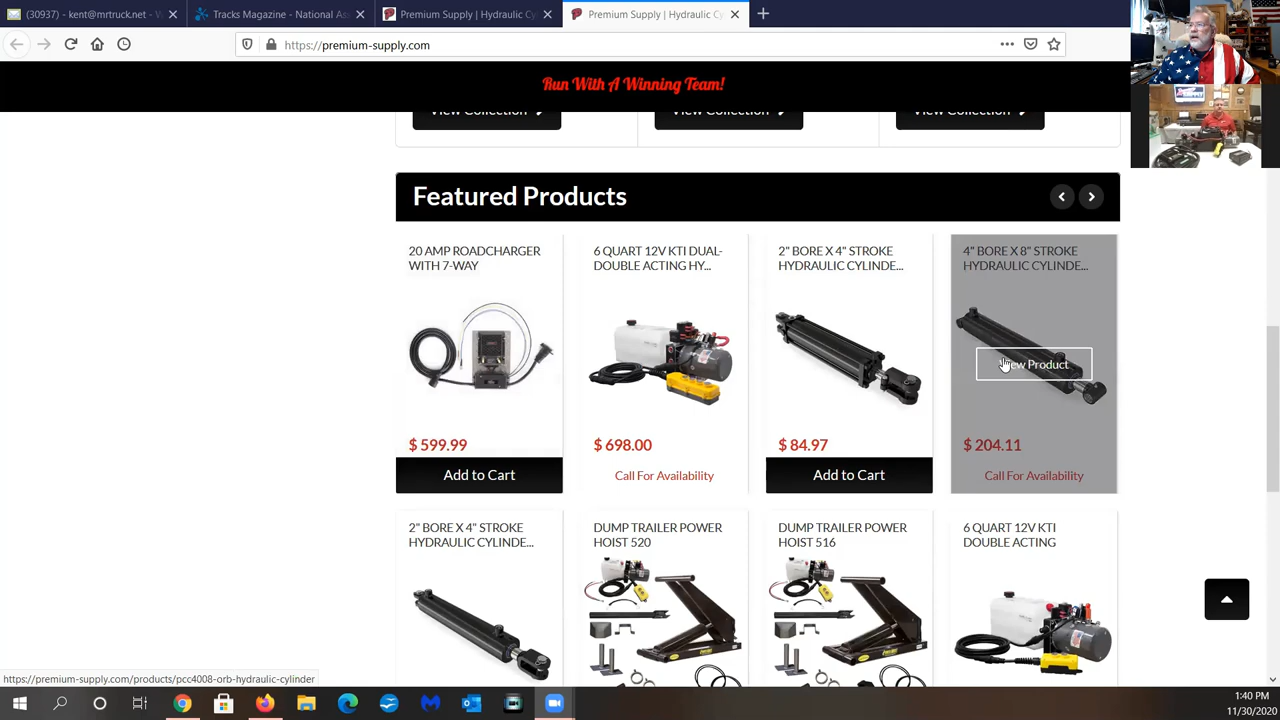 (30937) - kent@mrtruck.net - W
Tracks Magazine - National As
Premium Supply | Hydraulic Cy
Premium Supply | Hydraulic Cy
https://premium-supply.com
Run With A Winning Team!
View Collection
View Collection
View Collection
Featured Products
20 AMP ROADCHARGER
WITH 7-WAY
$ 599.99
Add to Cart
6 QUART 12V KTI DUAL-
DOUBLE ACTING HY...
$ 698.00
Call For Availability
2" BORE X 4" STROKE
HYDRAULIC CYLINDE...
$ 84.97
Add to Cart
4" BORE X 8" STROKE
HYDRAULIC CYLINDE...
View Product
$ 204.11
Call For Availability
2" BORE X 4" STROKE
HYDRAULIC CYLINDE...
DUMP TRAILER POWER
HOIST 520
DUMP TRAILER POWER
HOIST 516
6 QUART 12V KTI
DOUBLE ACTING
https://premium-supply.com/products/pcc4008-orb-hydraulic-cylinder
1:40 PM
11/30/2020